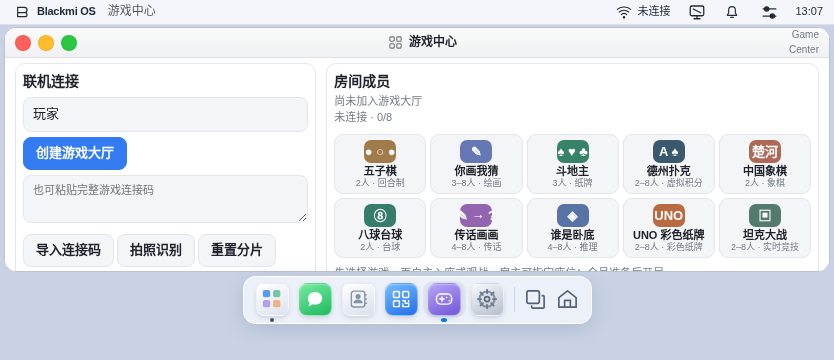 Blackmi OS 游戏中心
未连接
13:07
游戏中心
Game
Center
联机连接
玩家
创建游戏大厅
也可粘贴完整游戏连接码
导入连接码 拍照识别 重置分片
房间成员
尚未加入游戏大厅
未连接 · 0/8
五子棋
2人 · 回合制
你画我猜
3–8人 · 绘画
斗地主
3人 · 纸牌
A ♠
德州扑克
2–8人 · 虚拟积分
楚河
中国象棋
2人 · 象棋
⑧
八球台球
2人 · 台球
传话画画
4–8人 · 传话
谁是卧底
4–8人 · 推理
UNO
UNO 彩色纸牌
2–8人 · 彩色纸牌
坦克大战
2–8人 · 实时竞技